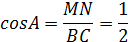 cosA = MN/BC = 1/2